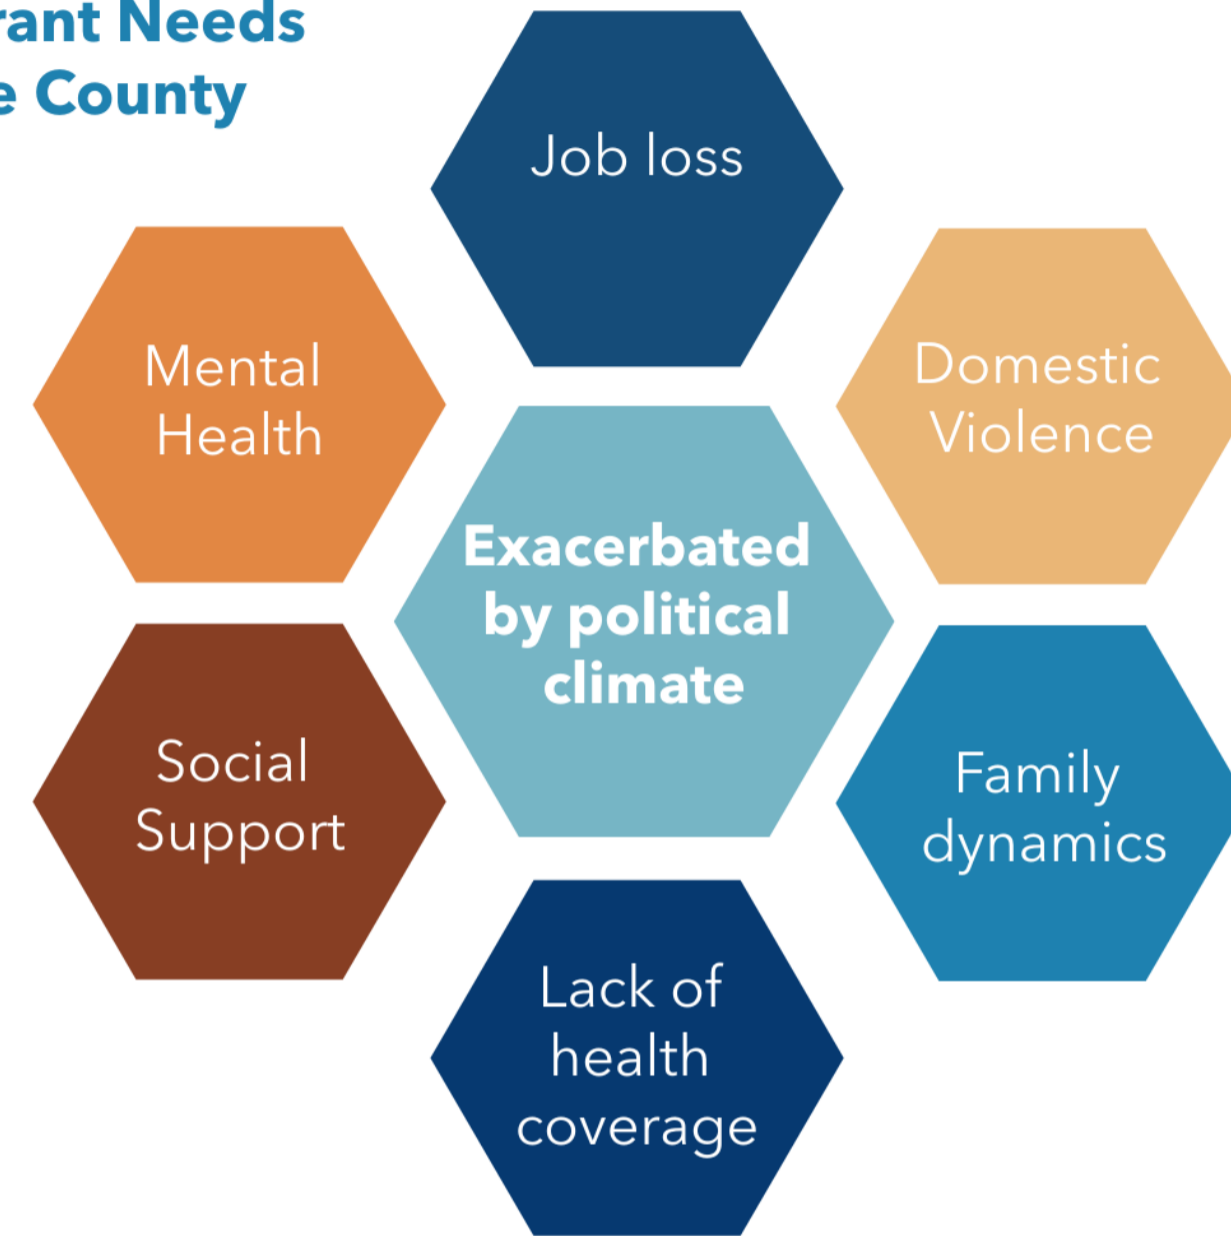 rant Needs
e County
Job loss
Mental
Health
Domestic
Violence
Exacerbated
by political
climate
Social
Support
Family
dynamics
Lack of
health
coverage